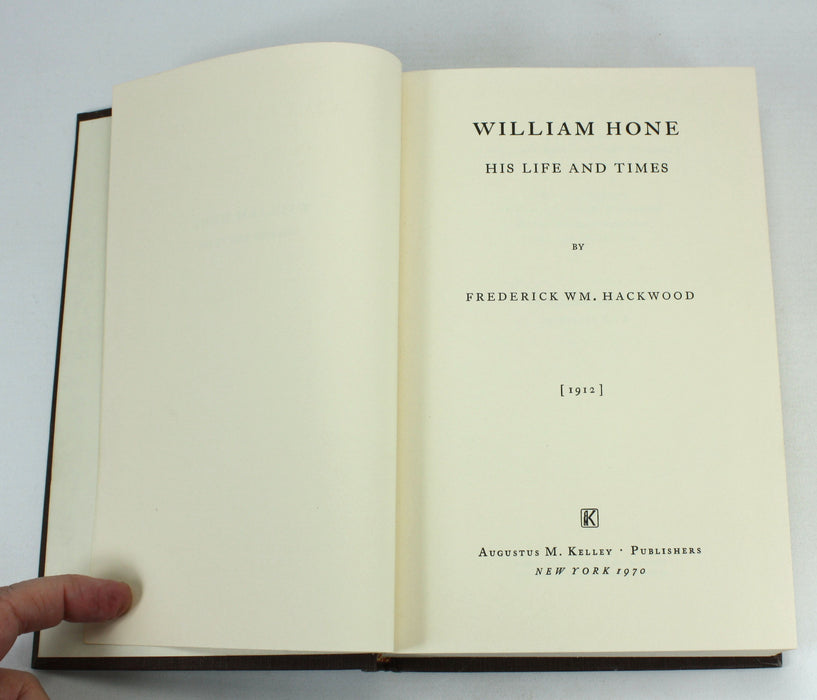 WILLIAM HONE
HIS LIFE AND TIMES
BY
FREDERICK WM. HACKWOOD
[1912]
K
AUGUSTUS M. KELLEY · PUBLISHERS
NEW YORK 1970